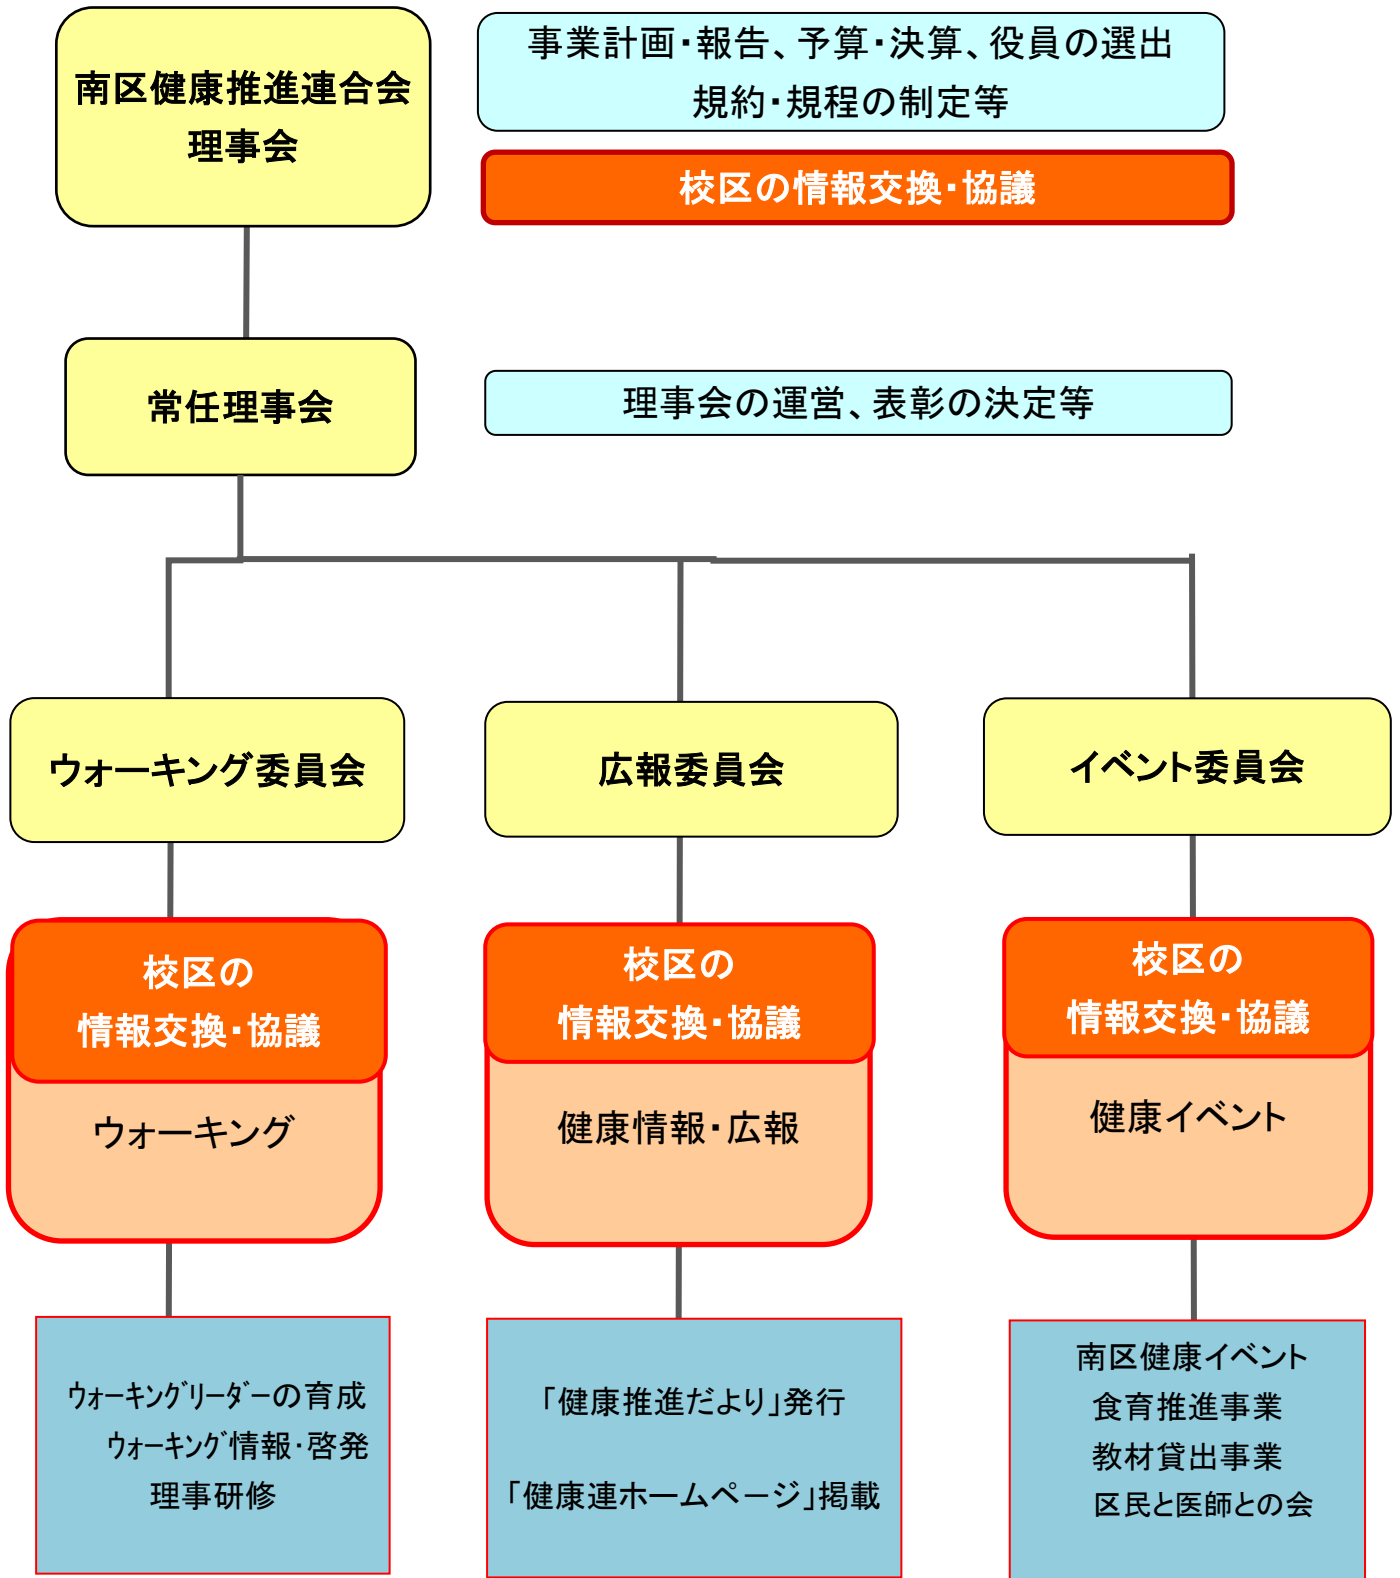 南区健康推進連合会
理事会
事業計画・報告、予算・決算、役員の選出
規約・規程の制定等
校区の情報交換・協議
常任理事会
理事会の運営、表彰の決定等
ウォーキング委員会
広報委員会
イベント委員会
校区の
情報交換・協議
ウォーキング
校区の
情報交換・協議
健康情報・広報
校区の
情報交換・協議
健康イベント
ｳｫｰｷﾝｸﾞﾘｰﾀﾞｰの育成
ｳｫｰｷﾝｸﾞ情報･啓発
理事研修
「健康推進だより」発行
「健康連ホームページ」掲載
南区健康イベント
食育推進事業
教材貸出事業
区民と医師との会